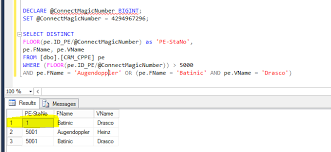 DECLARE @ConnectMagicNumber BIGINT;
SET @ConnectMagicNumber = 4294967296;
SELECT DISTINCT
FLOOR(pe.ID_PE/@ConnectMagicNumber) as 'PE-StaNo',
pe.FName, pe.VName
FROM [dbo].[CRM_CPPE] pe
WHERE (FLOOR(pe.ID_PE/@ConnectMagicNumber)) > 5000
AND pe.FName = 'Augendoppler' OR (pe.FName = 'Batinic' AND pe.VName = 'Drasco')
100 %
Results Messages
PE-StaNo FName VName
1 1 Batinic Drasco
2 5001 Augendoppler Heinz
3 5001 Batinic Drasco